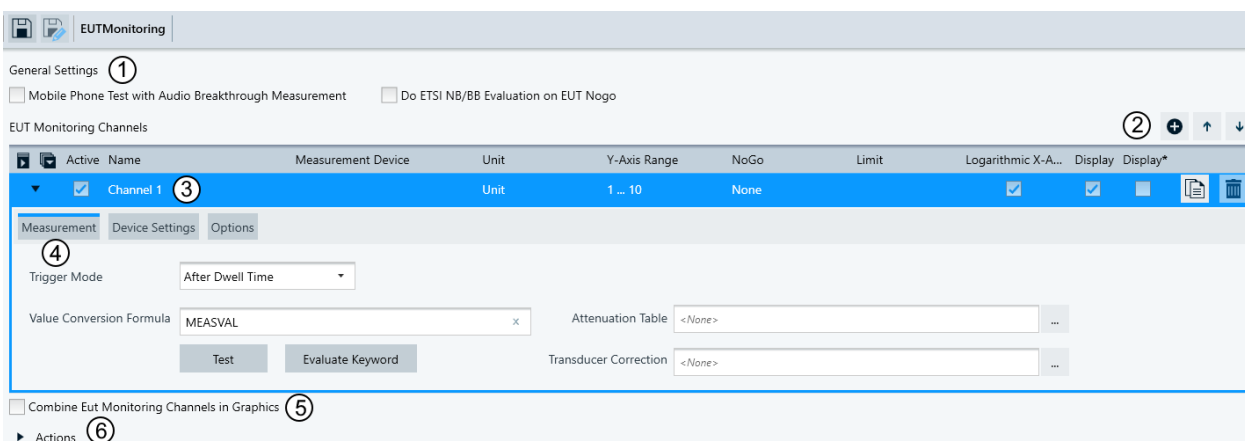 EUTMonitoring
General Settings 1
Mobile Phone Test with Audio Breakthrough Measurement Do ETSI NB/BB Evaluation on EUT Nogo
EUT Monitoring Channels 2
Active Name Measurement Device Unit Y-Axis Range NoGo Limit Logarithmic X-A... Display Display*
Channel 1 3 Unit 1 ... 10 None
Measurement Device Settings Options
4
Trigger Mode After Dwell Time
Value Conversion Formula MEASVAL x Attenuation Table <None> ...
Test Evaluate Keyword Transducer Correction <None> ...
Combine Eut Monitoring Channels in Graphics 5
Actions 6